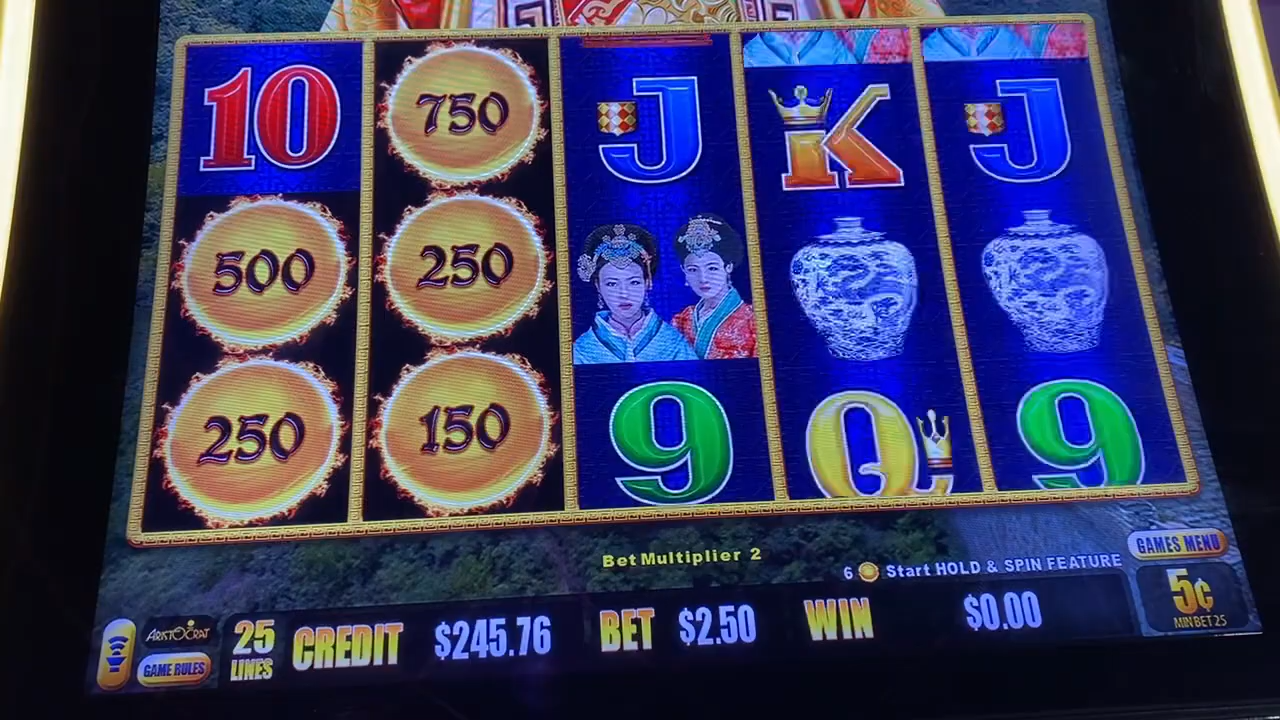 10 750 J K J
500 250
250 150 9 Q 9
Bet Multiplier 2
6 Start HOLD & SPIN FEATURE
GAMES MENU
ARISTOCRAT
GAME RULES
25
LINES
CREDIT $245.76 BET $2.50 WIN $0.00
5¢
MIN BET 25